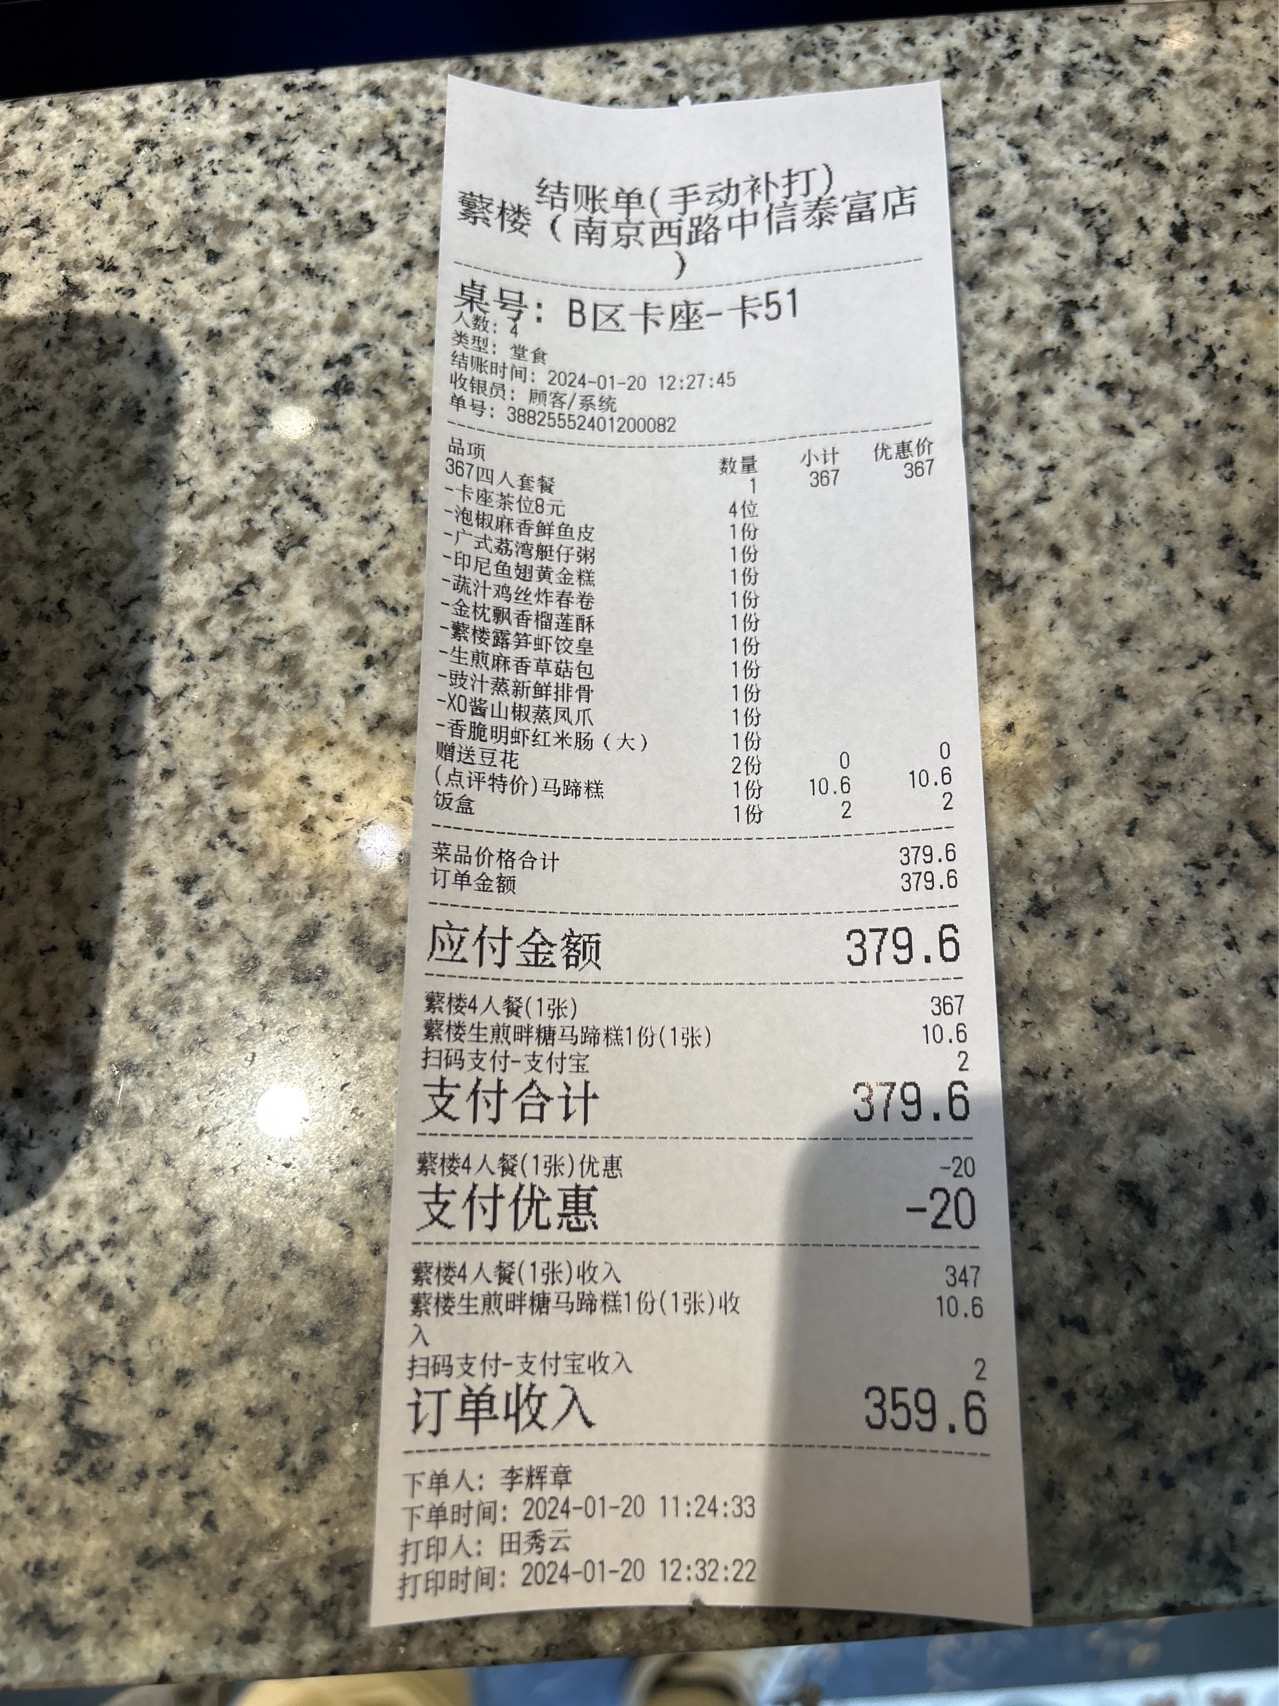 结账单(手动补打)
蘩楼（南京西路中信泰富店
）
桌号：B区卡座-卡51
人数：4
类型：堂食
结账时间：2024-01-20 12:27:45
收银员：顾客/系统
单号：38825552401200082
品项 数量 小计 优惠价
367四人套餐 1 367 367
-卡座茶位8元 4位
-泡椒麻香鲜鱼皮 1份
-广式荔湾艇仔粥 1份
-印尼鱼翅黄金糕 1份
-蔬汁鸡丝炸春卷 1份
-金枕飘香榴莲酥 1份
-蘩楼露笋虾饺皇 1份
-生煎麻香草菇包 1份
-豉汁蒸新鲜排骨 1份
-XO酱山椒蒸凤爪 1份
-香脆明虾红米肠（大） 1份
赠送豆花 2份 0 0
(点评特价)马蹄糕 1份 10.6 10.6
饭盒 1份 2 2
菜品价格合计 379.6
订单金额 379.6
应付金额 379.6
蘩楼4人餐(1张) 367
蘩楼生煎畔糖马蹄糕1份(1张) 10.6
扫码支付-支付宝 2
支付合计 379.6
蘩楼4人餐(1张)优惠 -20
支付优惠 -20
蘩楼4人餐(1张)收入 347
蘩楼生煎畔糖马蹄糕1份(1张)收 10.6
入
扫码支付-支付宝收入 2
订单收入 359.6
下单人：李辉章
下单时间：2024-01-20 11:24:33
打印人：田秀云
打印时间：2024-01-20 12:32:22